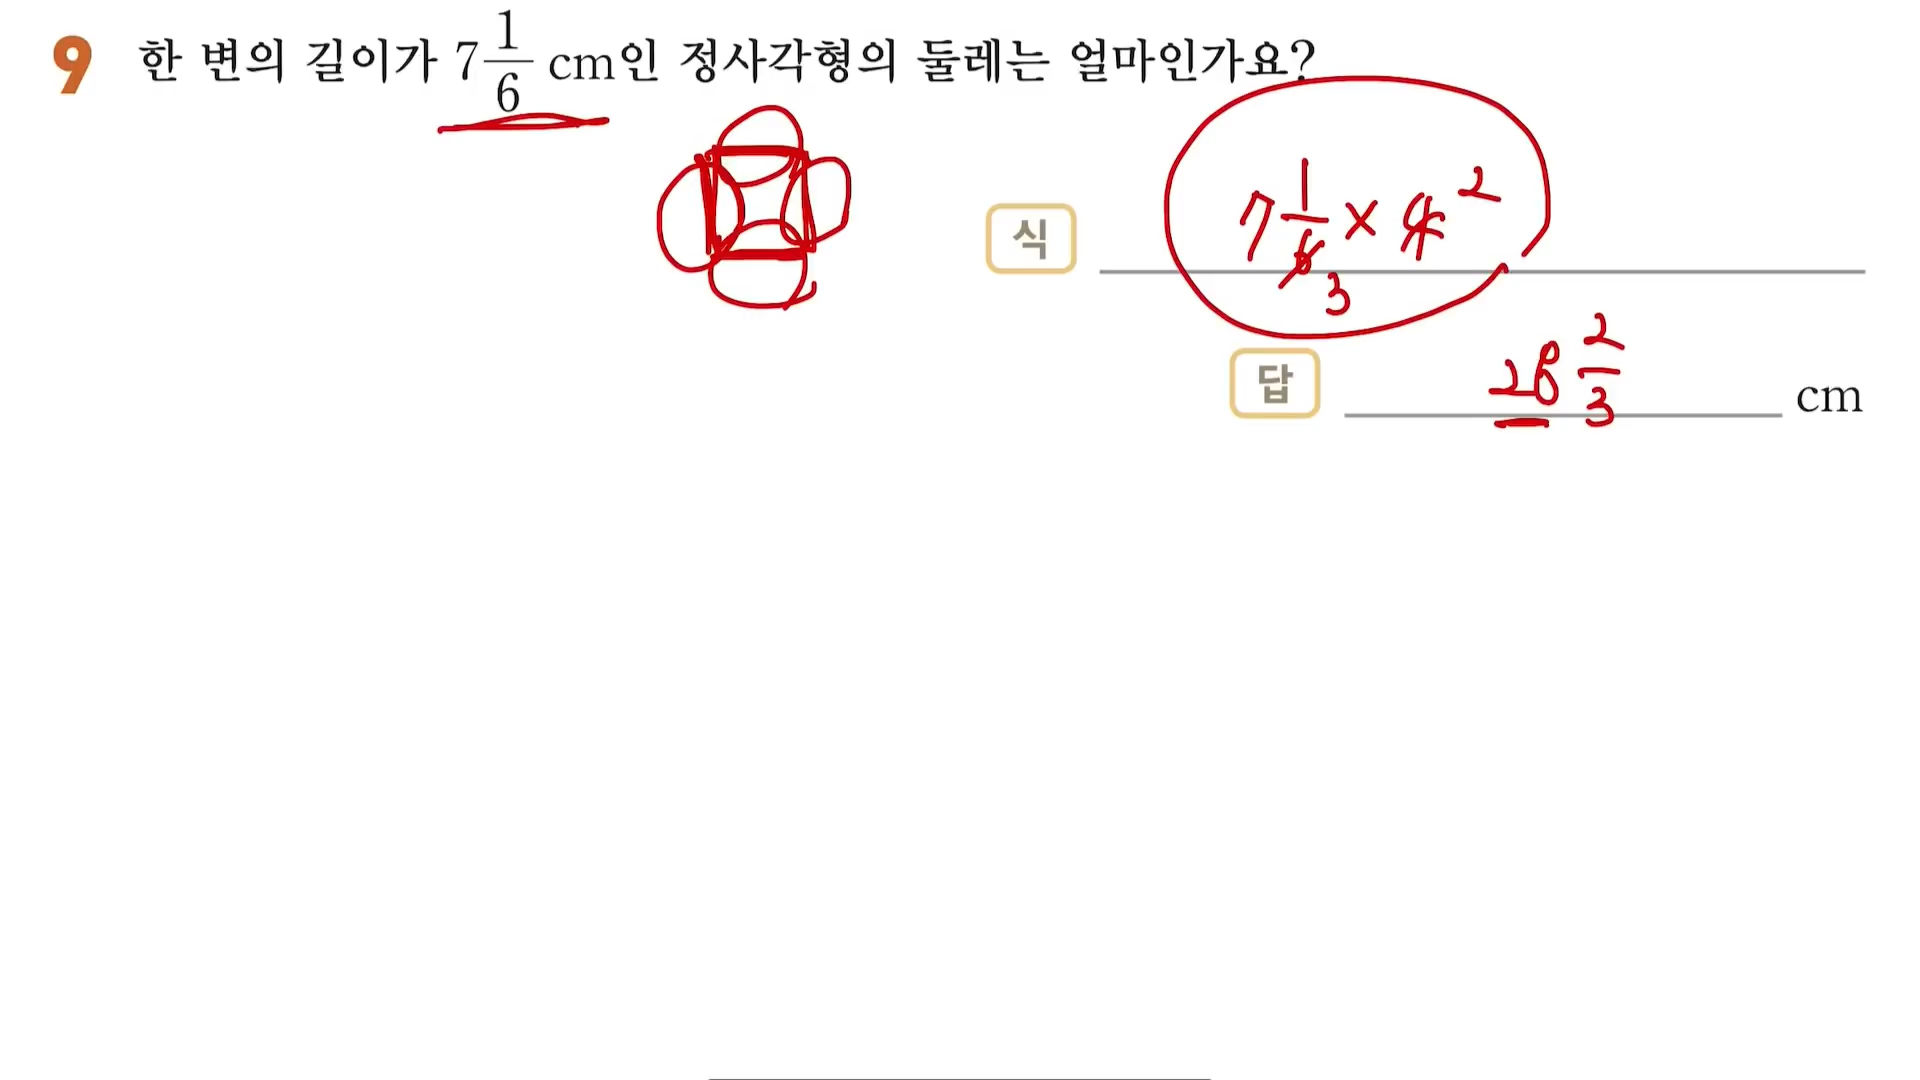 9 한 변의 길이가 7 1/6 cm인 정사각형의 둘레는 얼마인가요?
식 7 1/6 × 4 2
3
답 28 2/3 cm